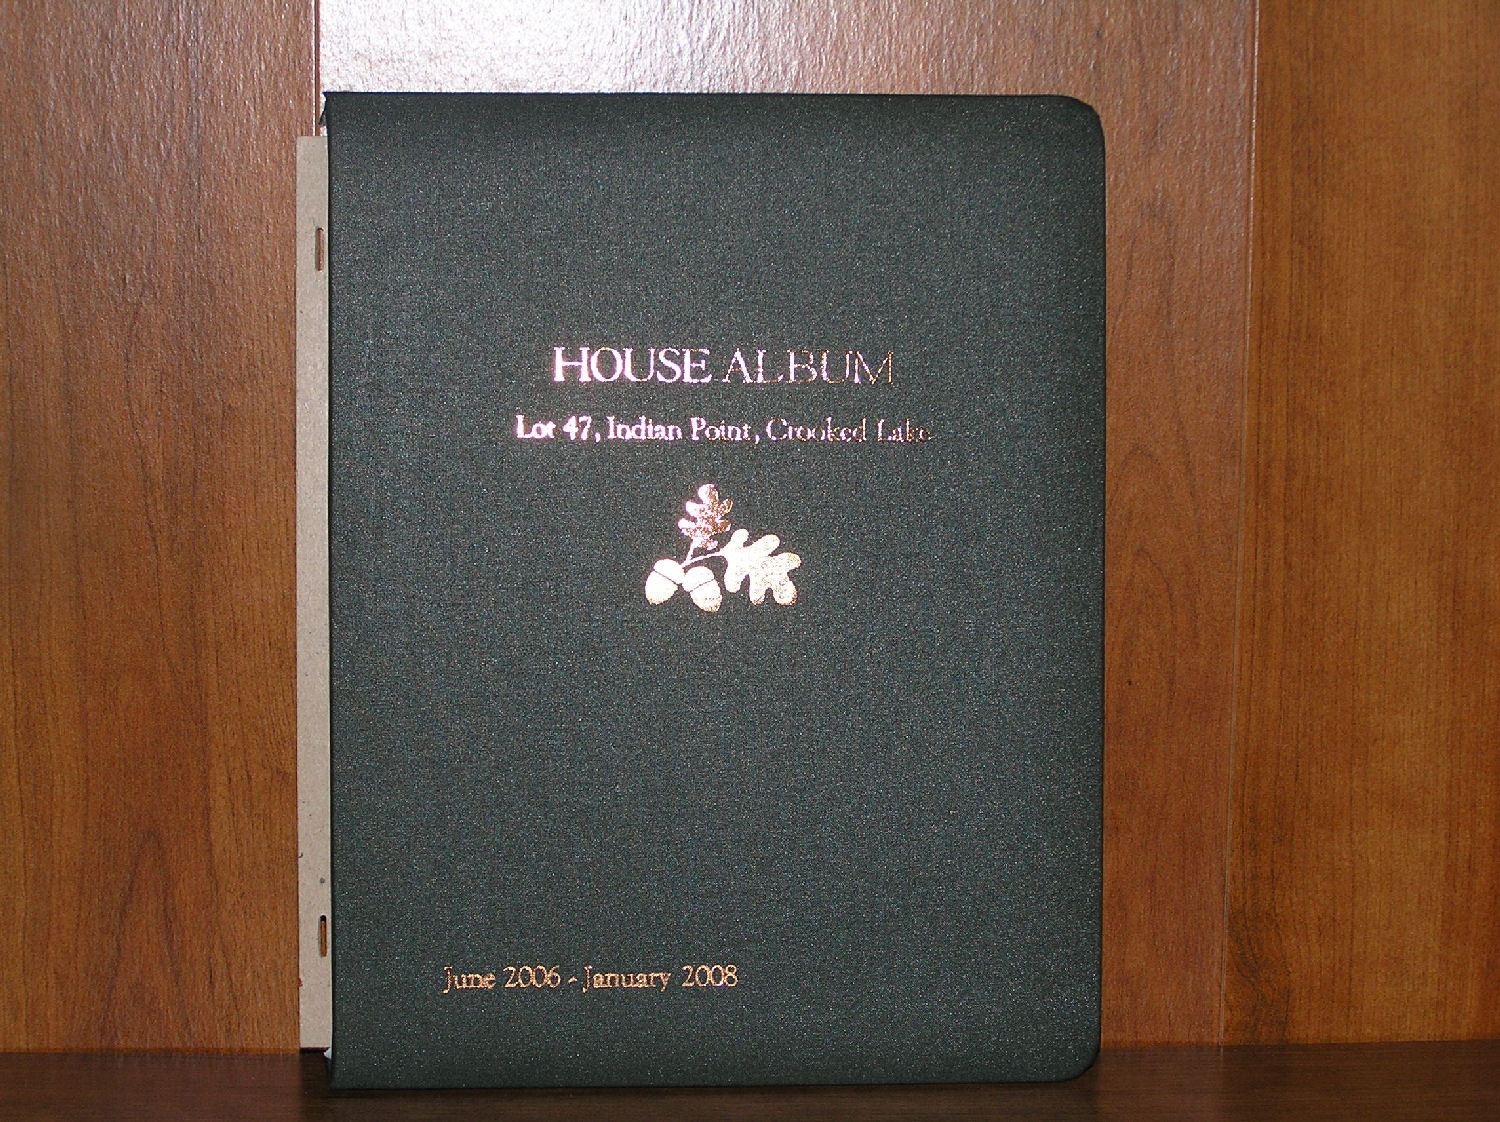 HOUSE ALBUM
Lot 47, Indian Point, Crooked Lake
June 2006 - January 2008